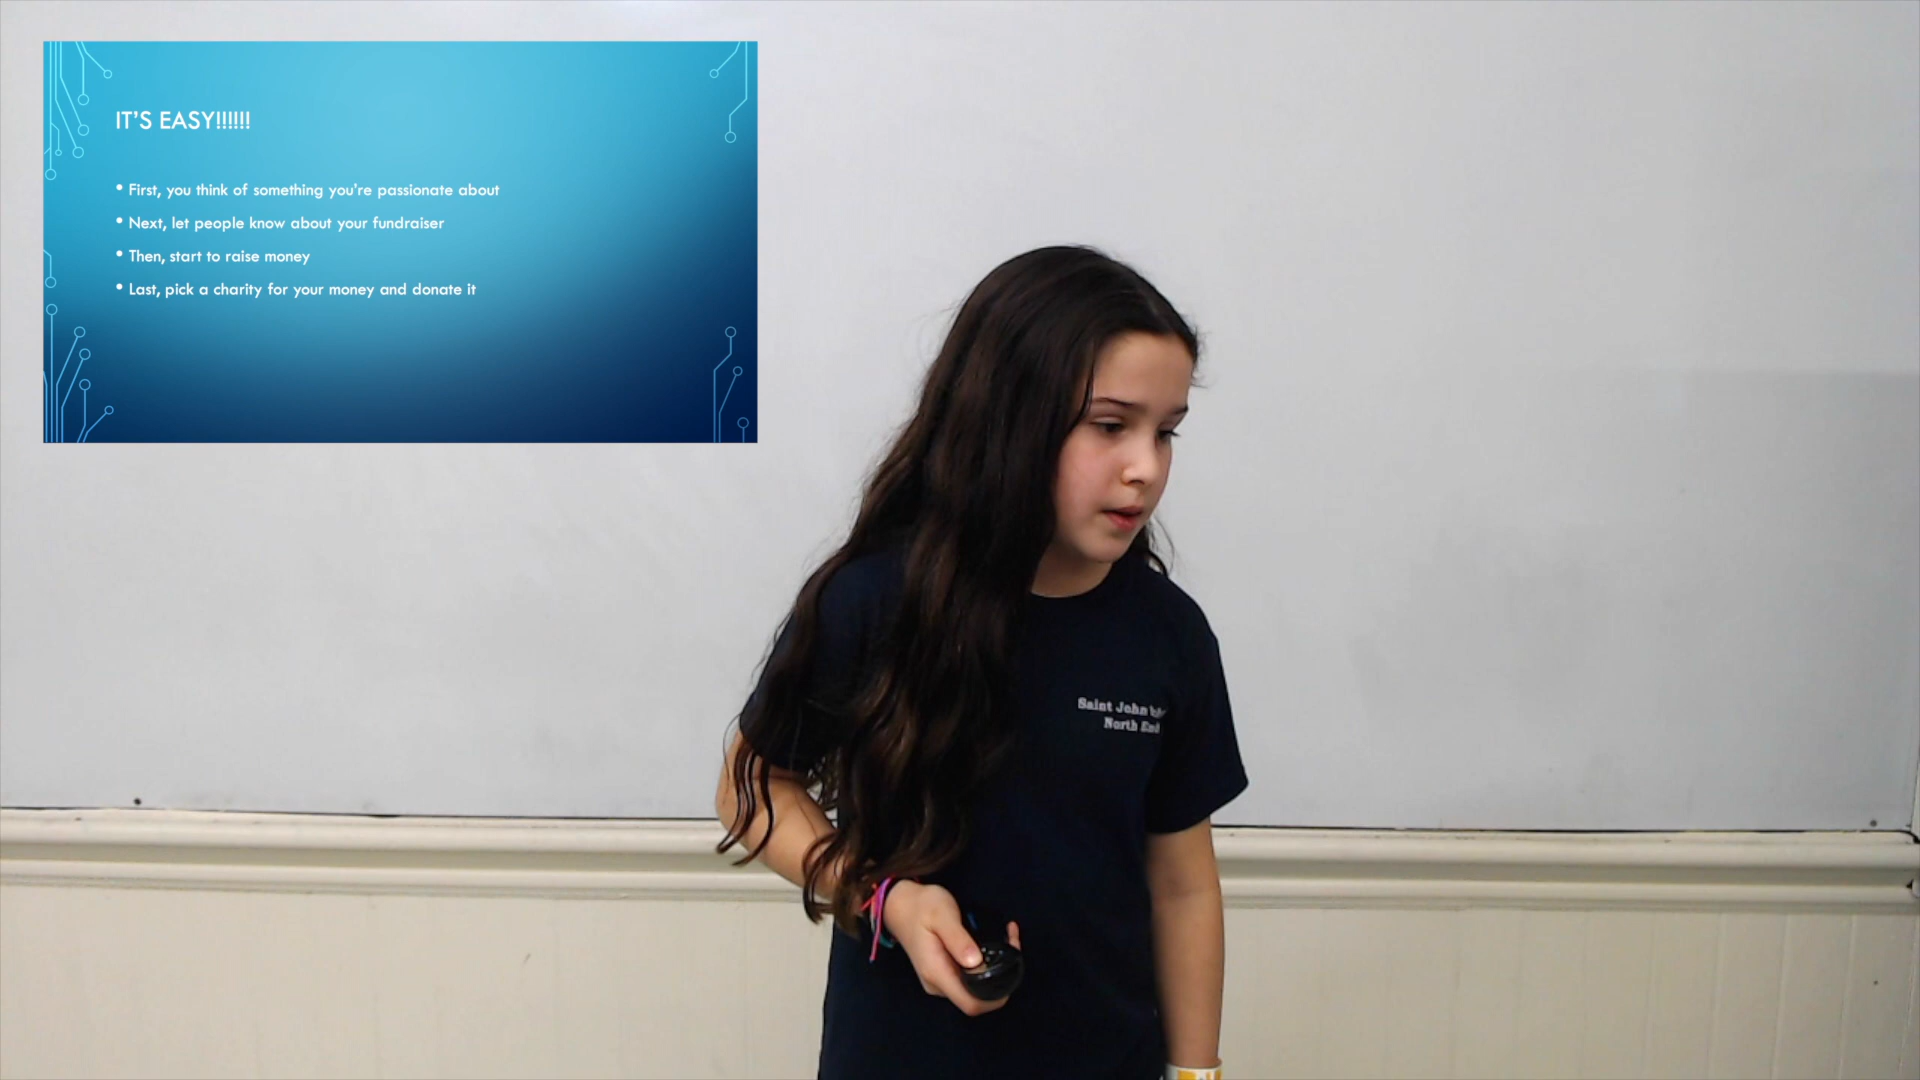 IT'S EASY!!!!!!
• First, you think of something you're passionate about
• Next, let people know about your fundraiser
• Then, start to raise money
• Last, pick a charity for your money and donate it
Saint John
North End